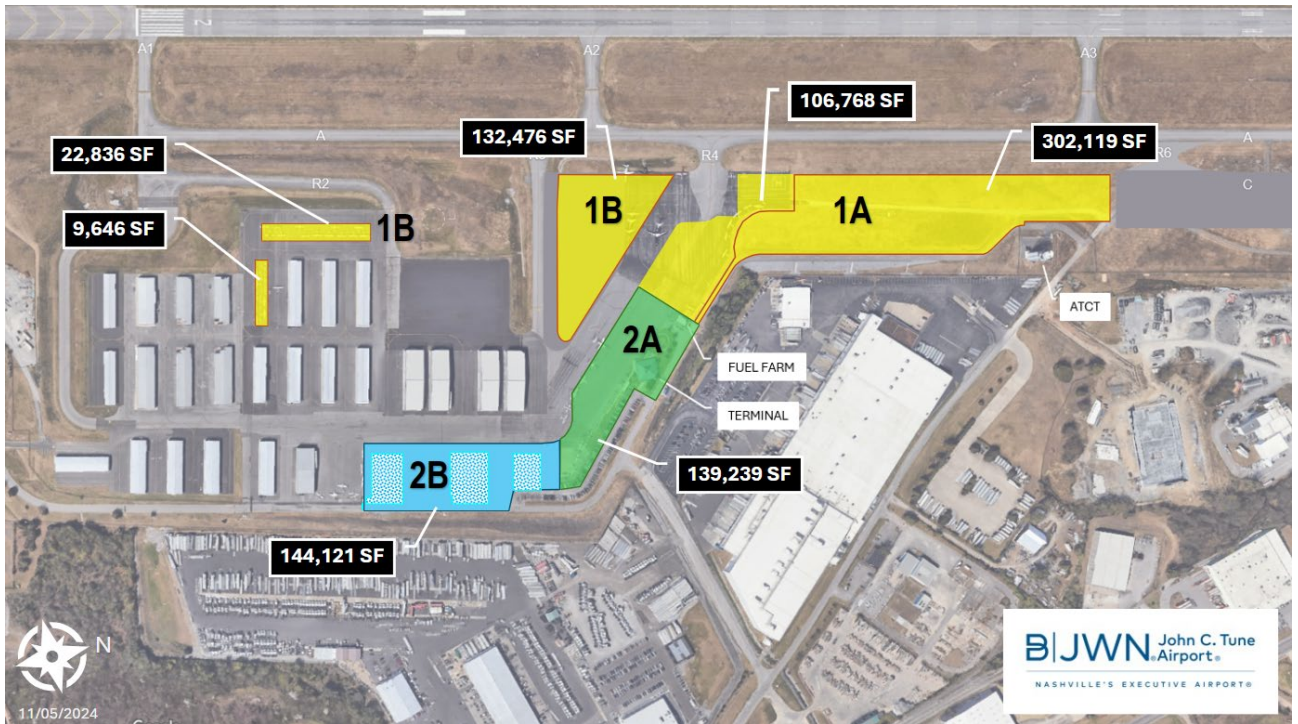 2
A1
A2
A3
106,768 SF
132,476 SF
302,119 SF
A
A
22,836 SF
R4
R6
R2
C
1B
1A
9,646 SF
1B
ATCT
2A
FUEL FARM
TERMINAL
2B
139,239 SF
144,121 SF
B|JWN® John C. Tune
Airport®
NASHVILLE'S EXECUTIVE AIRPORT®
N
11/05/2024